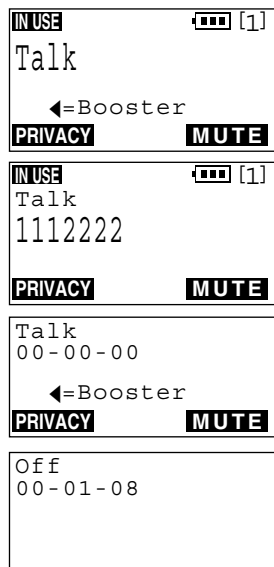 IN USE [1]
Talk
◀=Booster
PRIVACY MUTE
IN USE [1]
Talk
1112222
PRIVACY MUTE
Talk
00-00-00
◀=Booster
PRIVACY MUTE
Off
00-01-08